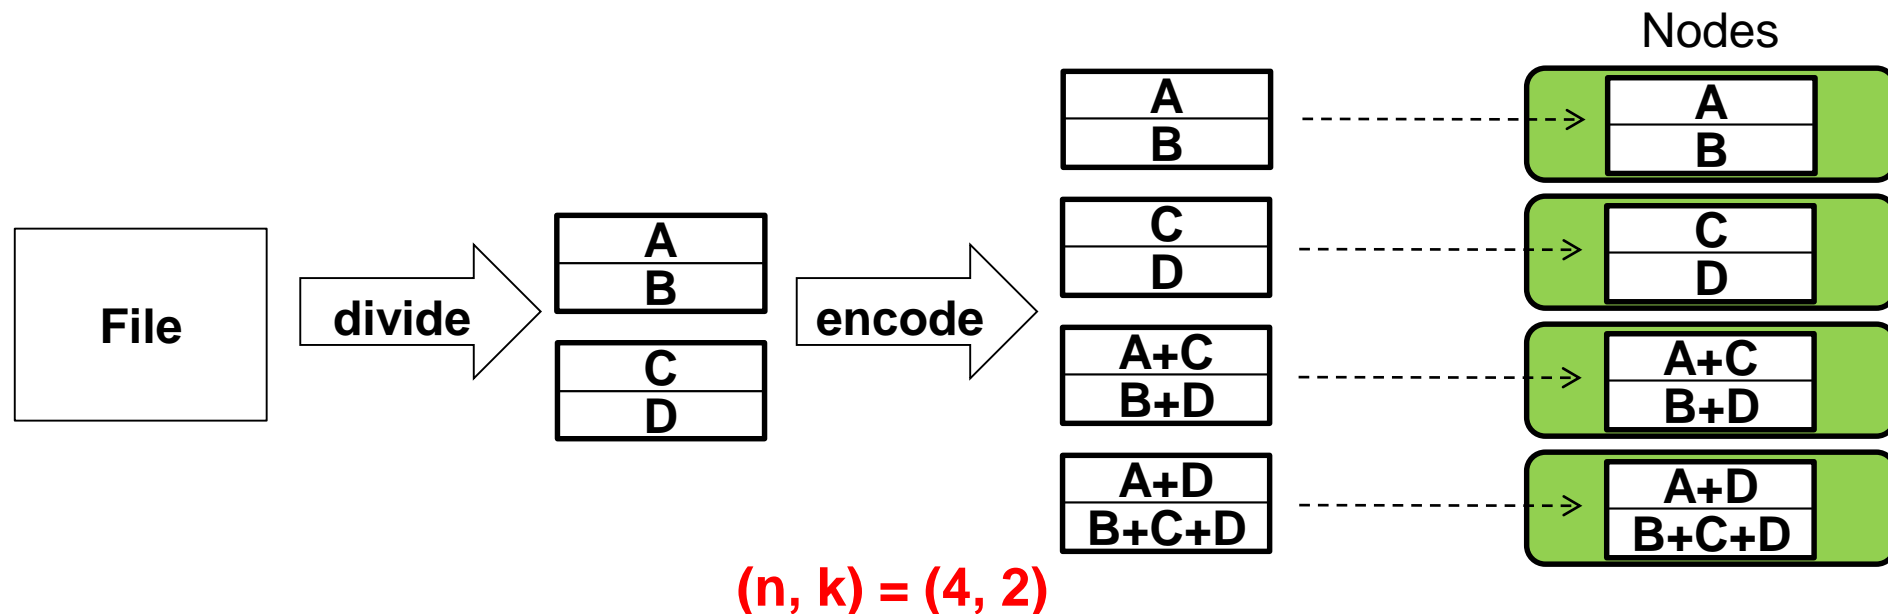 File
divide
A
B
C
D
encode
A
B
C
D
A+C
B+D
A+D
B+C+D
Nodes
A
B
C
D
A+C
B+D
A+D
B+C+D
(n, k) = (4, 2)